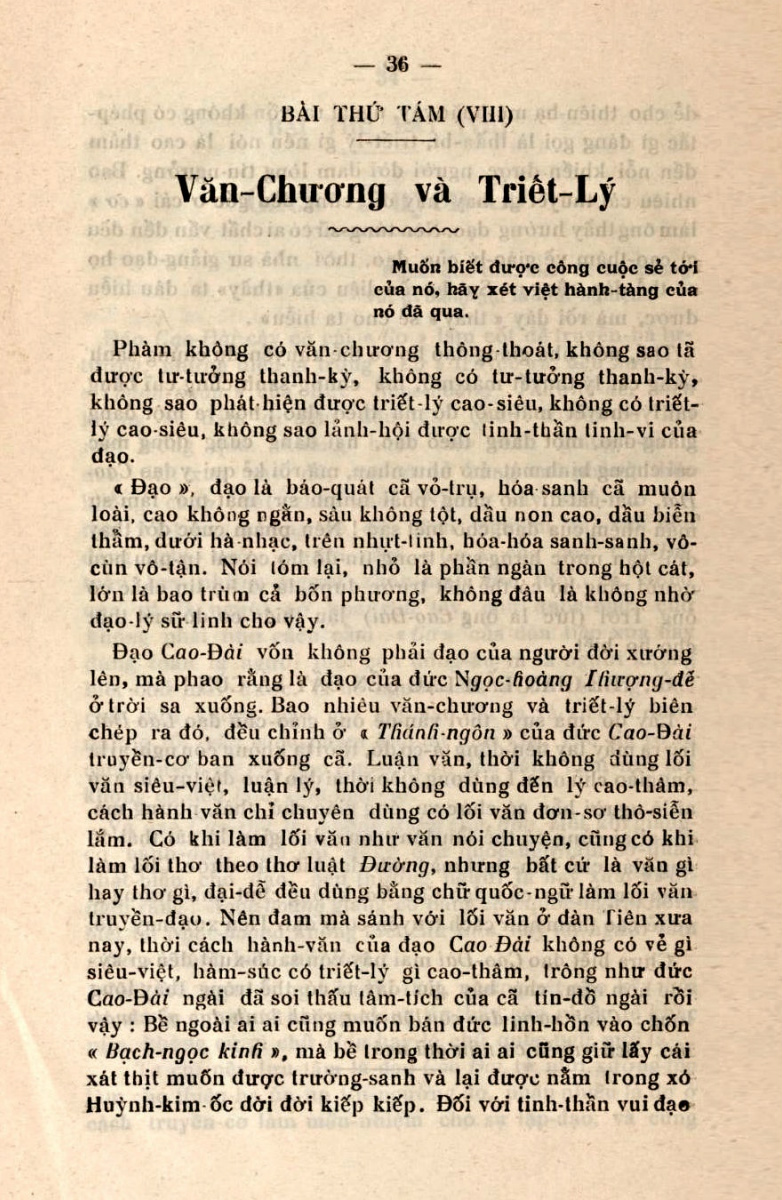 — 36 —
BÀI THỨ TÁM (VIII)
Văn-Chương và Triết-Lý
Muốn biết được công cuộc sẻ tới
của nó, hãy xét việt hành-tàng của
nó đã qua.
Phàm không có văn-chương thông-thoát, không sao tã
được tư-tưởng thanh-kỳ, không có tư-tưởng thanh-kỳ,
không sao phát-hiện được triết-lý cao-siêu, không có triết-
lý cao-siêu, không sao lảnh-hội được tinh-thần tinh-vi của
đạo.
« Đạo », đạo là báo-quát cã vỏ-trụ, hóa-sanh cã muôn
loài, cao không ngằn, sàu không tột, dầu non cao, dầu biễn
thẳm, dưới hà-nhạc, trên nhựt-tinh, hóa-hóa sanh-sanh, vô-
cùn vô-tận. Nói tóm lại, nhỏ là phần ngàn trong hột cát,
lớn là bao trùm cả bốn phương, không đâu là không nhờ
đạo-lý sữ linh cho vậy.
Đạo Cao-Đài vốn không phải đạo của người đời xướng
lên, mà phao rằng là đạo của đức Ngọc-hoàng Thượng-đế
ở trời sa xuống. Bao nhiêu văn-chương và triết-lý biên
chép ra đó, đều chỉnh ở « Thánh-ngôn » của đức Cao-Đài
truyền-cơ ban xuống cã. Luận văn, thời không dùng lối
văn siêu-việt, luận lý, thời không dùng đến lý cao-thâm,
cách hành văn chỉ chuyên dùng có lối văn đơn-sơ thô-siễn
lắm. Có khi làm lối văn như văn nói chuyện, cũng có khi
làm lối thơ theo thơ luật Đường, nhưng bất cứ là văn gì
hay thơ gì, đại-đễ đều dùng bằng chữ quốc-ngữ làm lối văn
truyền-đạo. Nên đam mà sánh với lối văn ở đàn Tiên xưa
nay, thời cách hành-văn của đạo Cao Đài không có vẻ gì
siêu-việt, hàm-súc có triết-lý gì cao-thâm, trông như đức
Cao-Đài ngài đã soi thấu tâm-tích của cã tín-đồ ngài rồi
vậy : Bề ngoài ai ai cũng muốn bán đức linh-hồn vào chốn
« Bạch-ngọc kinh », mà bề trong thời ai ai cũng giữ lấy cái
xát thịt muốn được trường-sanh và lại được nằm trong xó
Huỳnh-kim-ốc dời đời kiếp kiếp. Đối với tinh-thần vui đạo